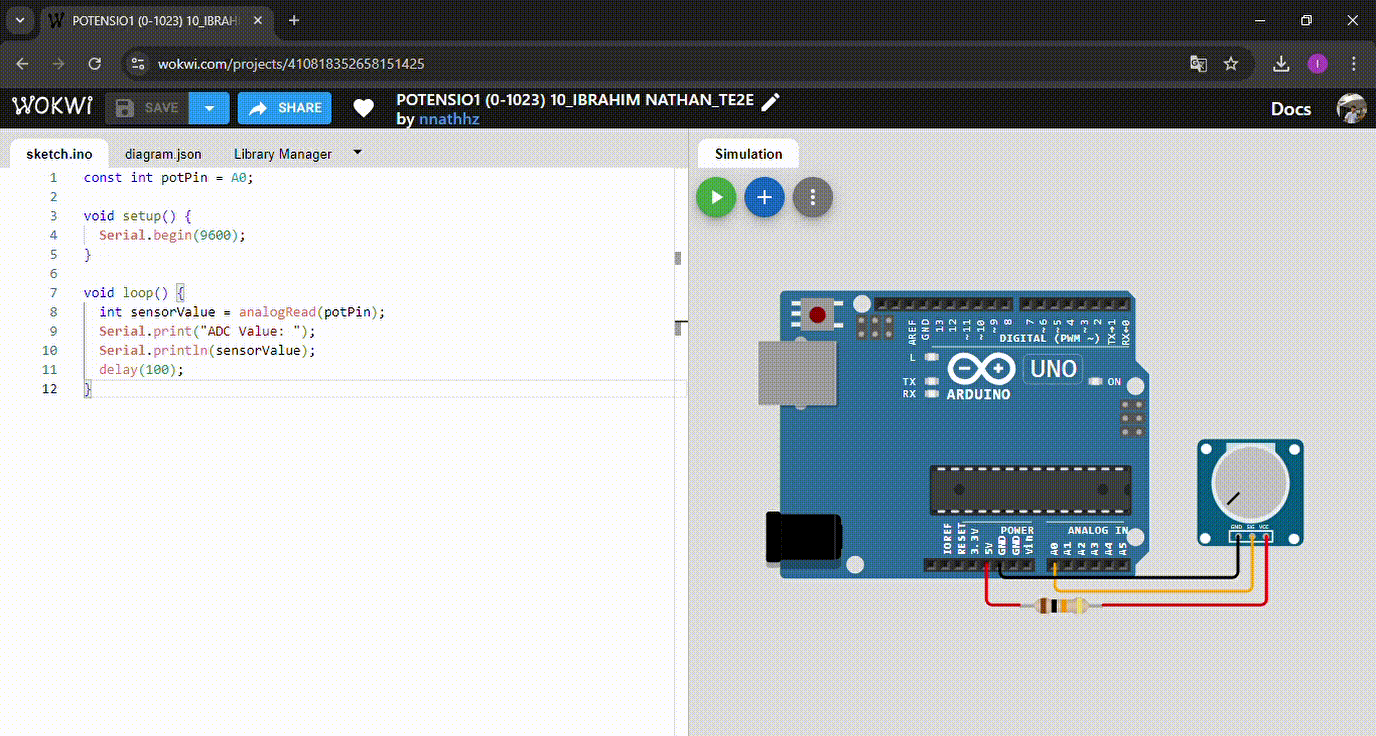 POTENSIO1 (0-1023) 10_IBRAH
wokwi.com/projects/410818352658151425
I
WOKWI
SAVE
SHARE
POTENSIO1 (0-1023) 10_IBRAHIM NATHAN_TE2E
by nnathhz
Docs
sketch.ino
diagram.json
Library Manager
Simulation
1 const int potPin = A0;
2
3 void setup() {
4 Serial.begin(9600);
5 }
6
7 void loop() {
8 int sensorValue = analogRead(potPin);
9 Serial.print("ADC Value: ");
10 Serial.println(sensorValue);
11 delay(100);
12 }
AREF
GND
13
12
~11
~10
~9
8
7
~6
~5
4
~3
2
TX→1
RX←0
DIGITAL (PWM ~)
L
TX
RX
UNO
ARDUINO
ON
IOREF
RESET
3.3V
5V
GND
GND
Vin
POWER
ANALOG IN
A0
A1
A2
A3
A4
A5
GND SIG VCC